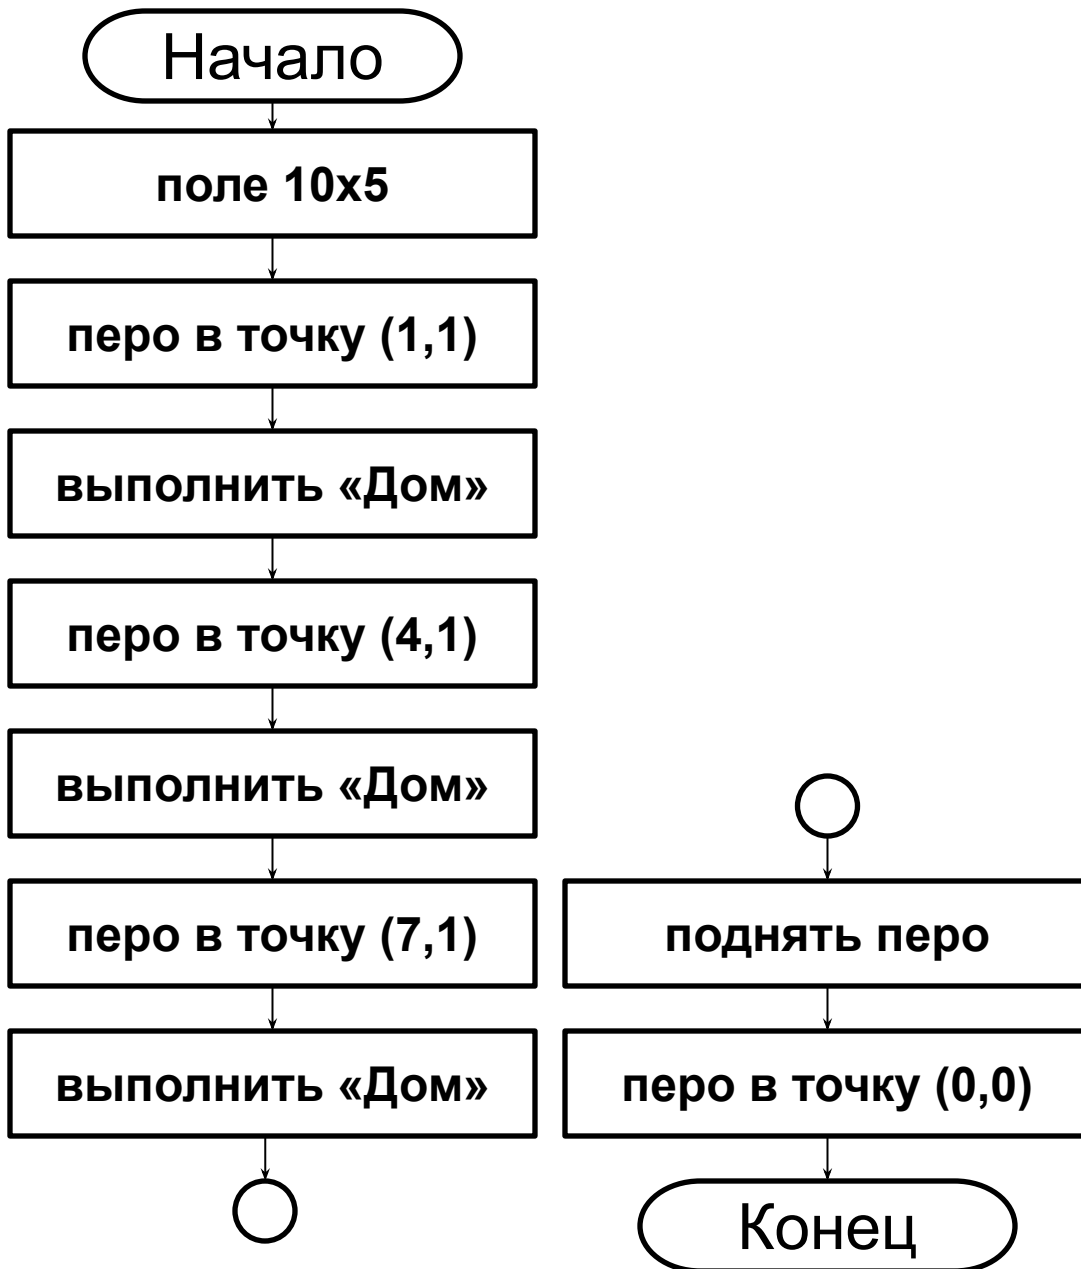 Начало
поле 10x5
перо в точку (1,1)
выполнить «Дом»
перо в точку (4,1)
выполнить «Дом»
перо в точку (7,1)
выполнить «Дом»
поднять перо
перо в точку (0,0)
Конец